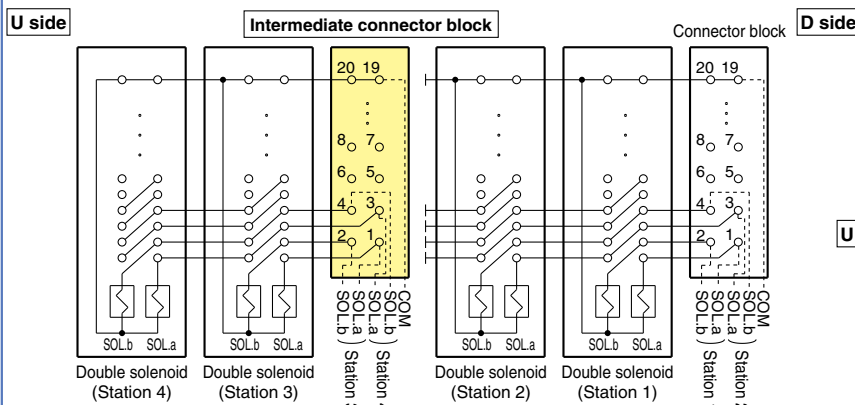 U side
Intermediate connector block
Connector block
D side
20 19
20 19
8 7
8 7
6 5
6 5
4 3
4 3
2 1
2 1
U
SOL.b
SOL.a
SOL.a
SOL.b
COM
SOL.b
SOL.a
SOL.a
SOL.b
COM
SOL.b SOL.a
SOL.b SOL.a
SOL.b SOL.a
SOL.b SOL.a
Station
Station
Station
Station
Double solenoid
(Station 4)
Double solenoid
(Station 3)
Double solenoid
(Station 2)
Double solenoid
(Station 1)